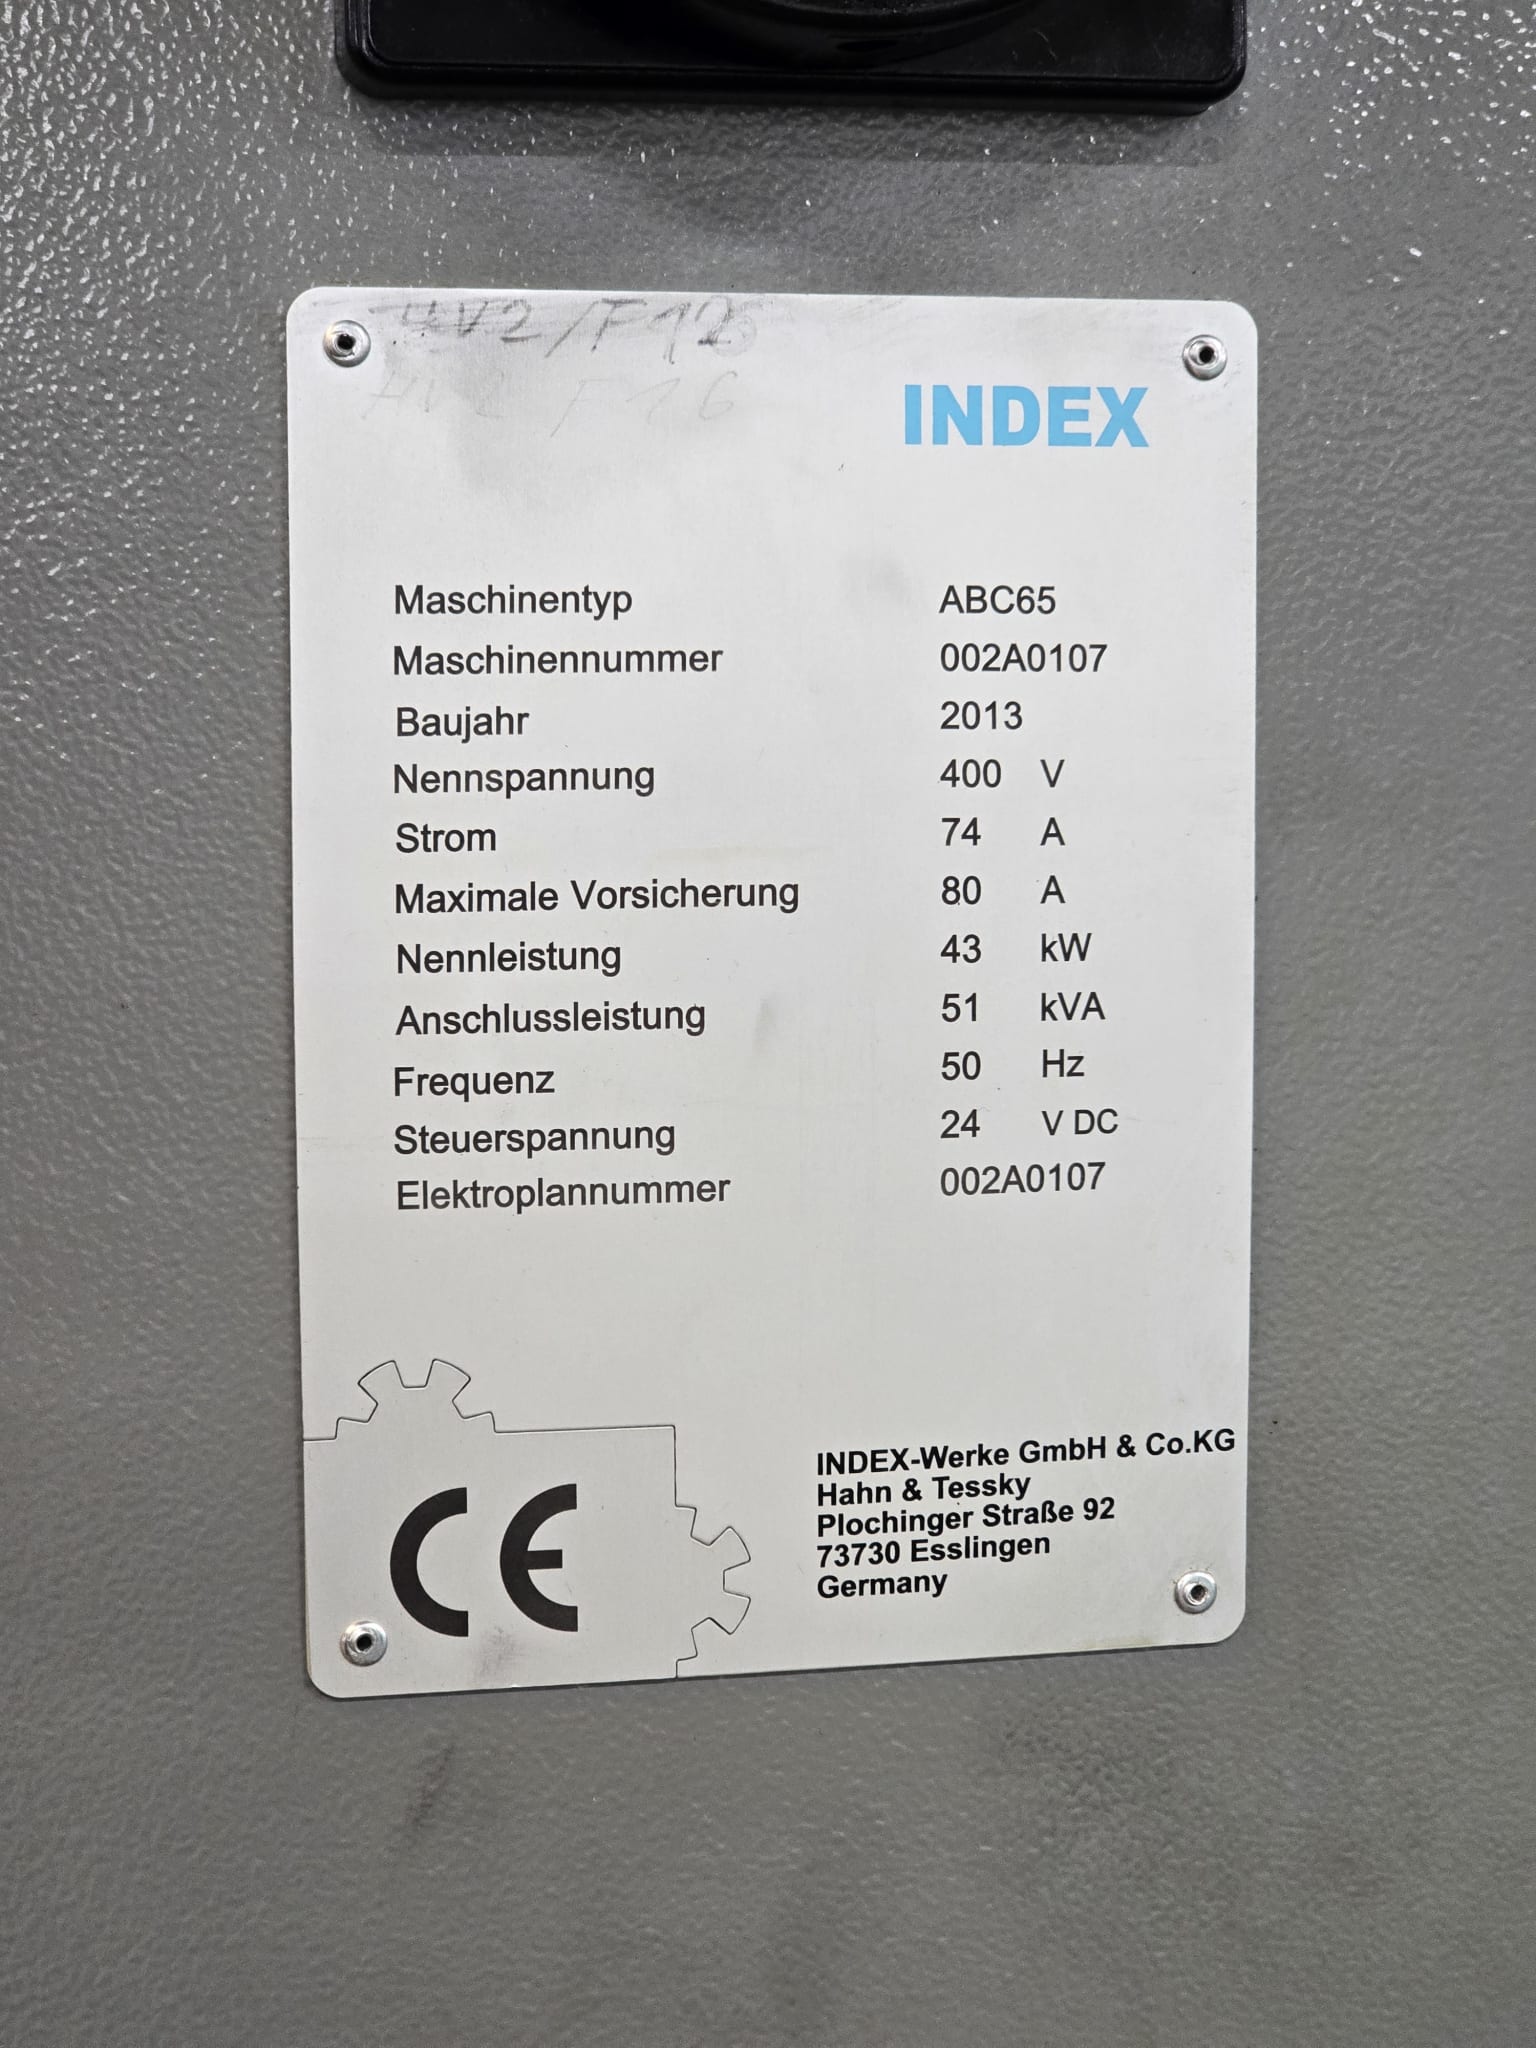 HV2/F12
INDEX
Maschinentyp ABC65
Maschinennummer 002A0107
Baujahr 2013
Nennspannung 400 V
Strom 74 A
Maximale Vorsicherung 80 A
Nennleistung 43 kW
Anschlussleistung 51 kVA
Frequenz 50 Hz
Steuerspannung 24 V DC
Elektroplannummer 002A0107
CE
INDEX-Werke GmbH & Co.KG
Hahn & Tessky
Plochinger Straße 92
73730 Esslingen
Germany